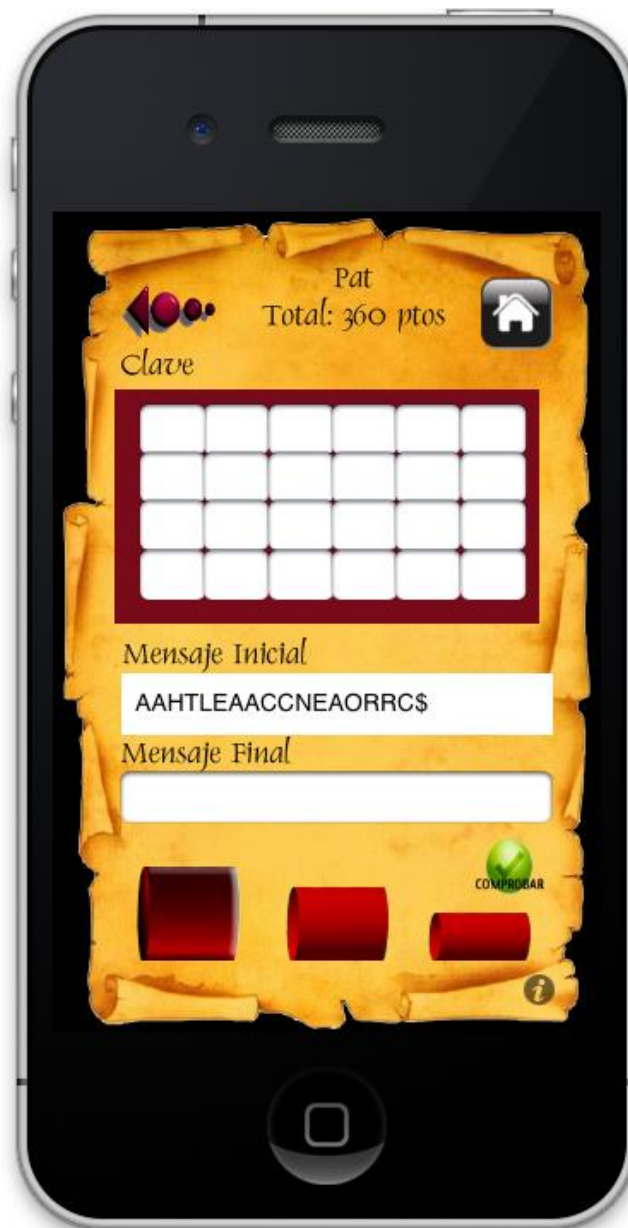 Pat
Total: 360 ptos
Clave
Mensaje Inicial
AAHTLEAACCNEAORRC$
Mensaje Final
COMPROBAR
i